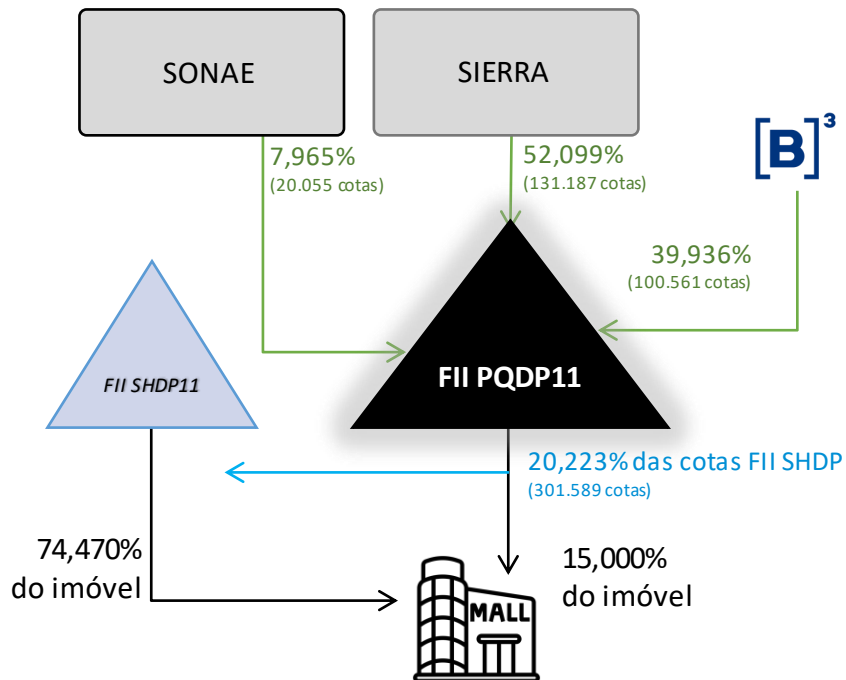 SONAE
SIERRA
7,965%
(20.055 cotas)
52,099%
(131.187 cotas)
[B]³
39,936%
(100.561 cotas)
FII SHDP11
FII PQDP11
20,223% das cotas FII SHDP
(301.589 cotas)
74,470%
do imóvel
15,000%
do imóvel
MALL